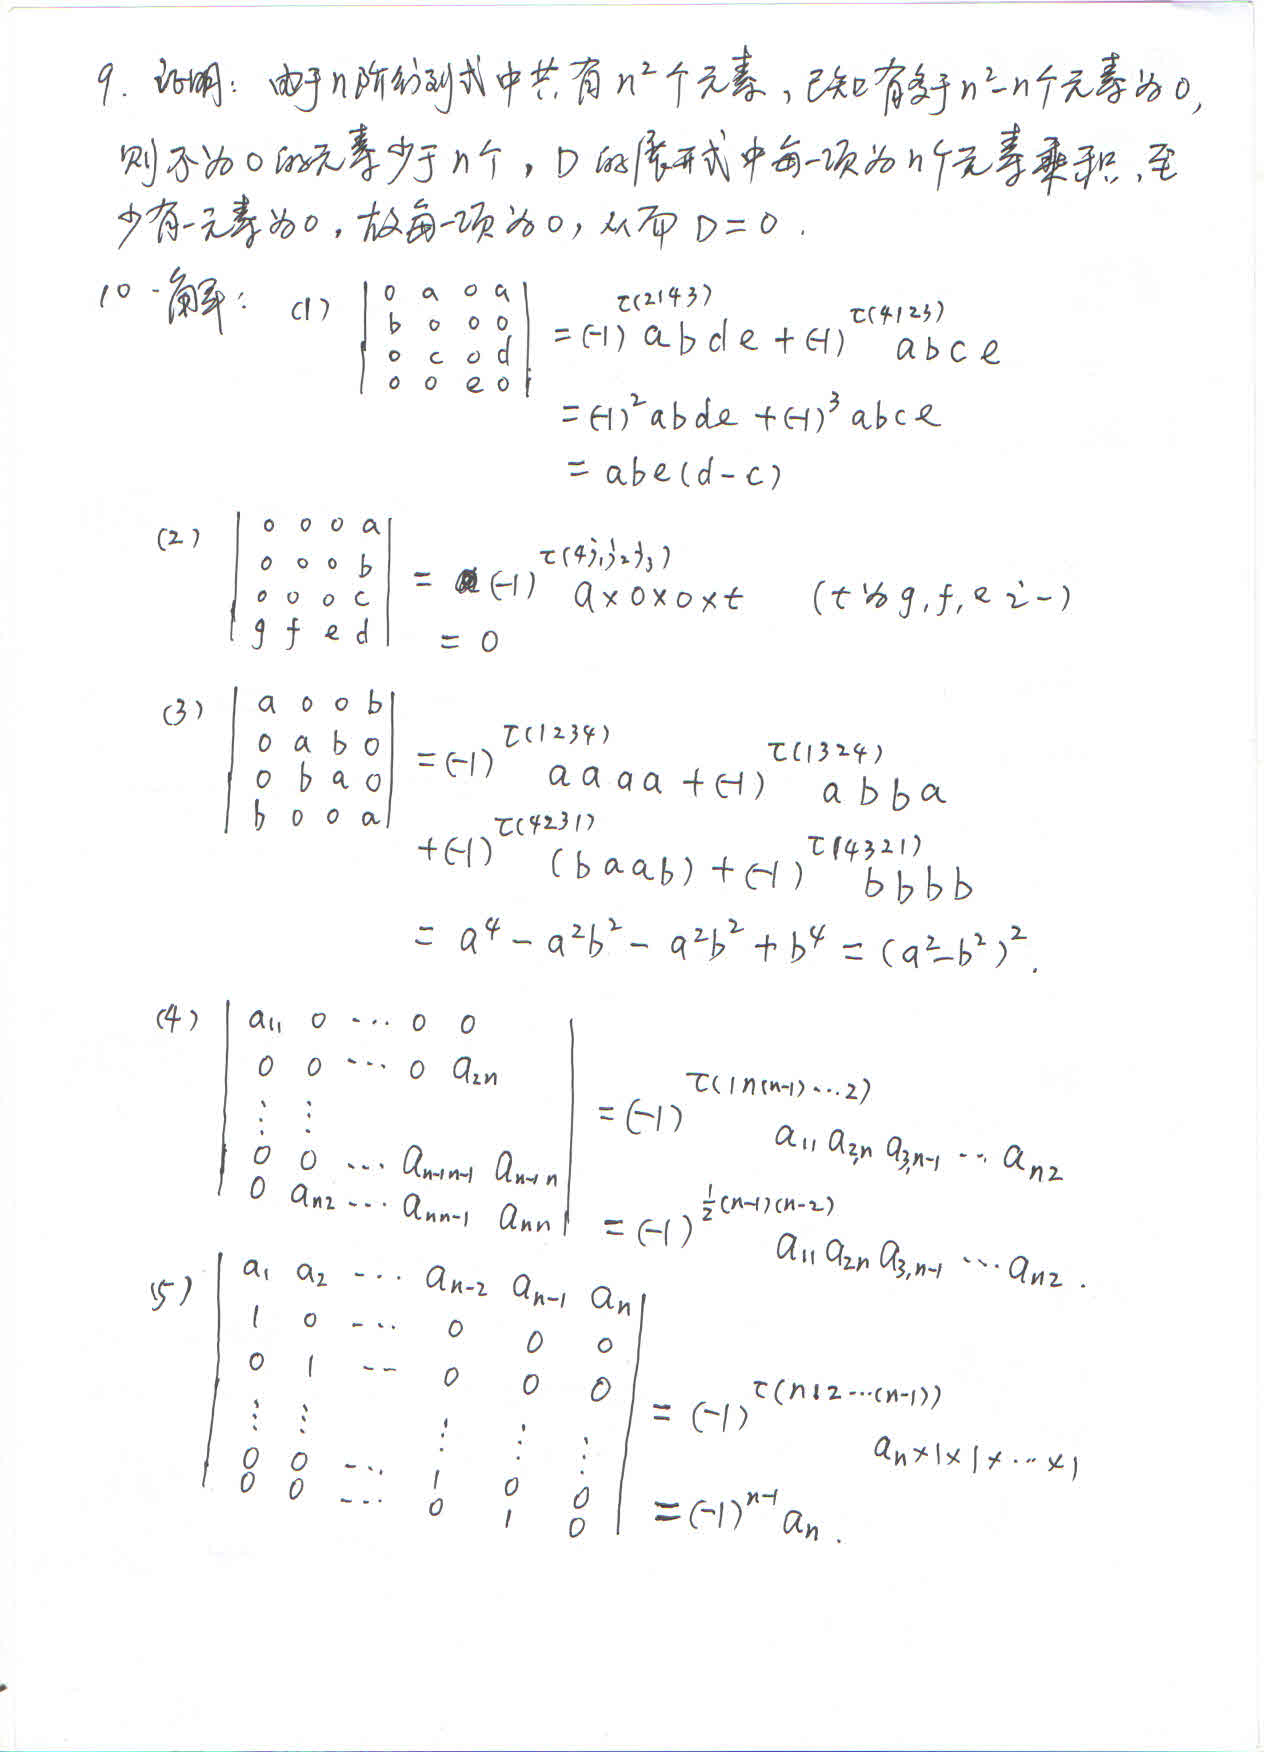 9. 证明: 由于n阶行列式中共有n²个元素, 已知有多于n²-n个元素为0,
则不为0的元素少于n个, D的展开式中每一项为n个元素乘积, 至
少有一元素为0, 故每一项为0, 从而 D=0.
10. 解: (1) | 0 a 0 a | = (-1)^τ(2143) abde + (-1)^τ(4123) abce
| b 0 0 0 |
| 0 c 0 d |
| 0 0 e 0 |
= (-1)² abde + (-1)³ abce
= abe(d-c)
(2) | 0 0 0 a |
| 0 0 0 b | = (-1)^τ(4j₁j₂j₃) a×0×0×t (t为g,f,e之一)
| 0 0 0 c |
| g f e d | = 0
(3) | a 0 0 b |
| 0 a b 0 | = (-1)^τ(1234) aaaa + (-1)^τ(1324) abba
| 0 b a 0 |
| b 0 0 a |
+ (-1)^τ(4231) (baab) + (-1)^τ(4321) bbbb
= a⁴ - a²b² - a²b² + b⁴ = (a²-b²)².
(4) | a₁₁ 0 ··· 0 0 |
| 0 0 ··· 0 a₂ₙ |
| ⋮ ⋮ | = (-1)^τ(1n(n-1)···2) a₁₁ a₂,ₙ a₃,ₙ₋₁ ··· aₙ₂
| 0 0 ··· aₙ₋₁ₙ₋₁ aₙ₋₁ₙ |
| 0 aₙ₂ ··· aₙₙ₋₁ aₙₙ | = (-1)^½(n-1)(n-2) a₁₁ a₂ₙ a₃,ₙ₋₁ ··· aₙ₂.
(5) | a₁ a₂ ··· aₙ₋₂ aₙ₋₁ aₙ |
| 1 0 ··· 0 0 0 |
| 0 1 ·· 0 0 0 | = (-1)^τ(n12···(n-1)) aₙ×1×1×···×1
| ⋮ ⋮ ⋮ ⋮ ⋮ |
| 0 0 ··· 1 0 0 |
| 0 0 ··· 0 1 0 | = (-1)ⁿ⁻¹ aₙ.